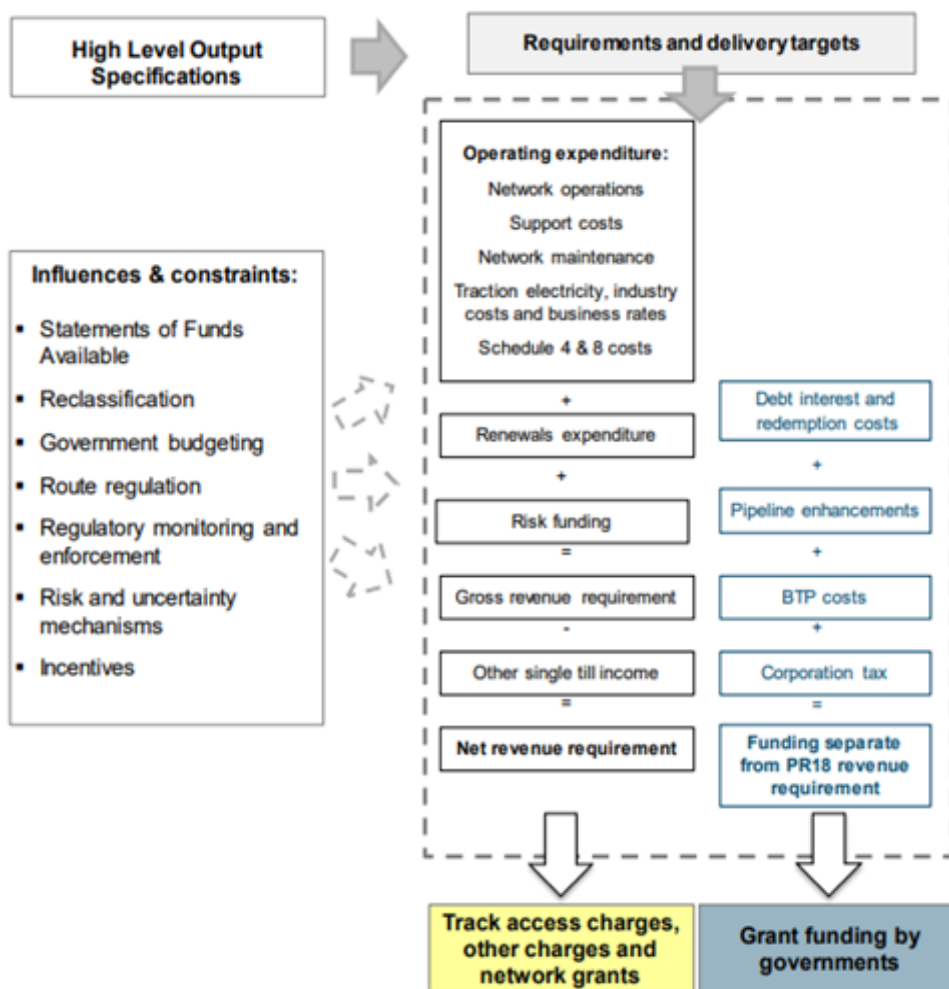 High Level Output
Specifications
Requirements and delivery targets
Influences & constraints:
▪ Statements of Funds
Available
▪ Reclassification
▪ Government budgeting
▪ Route regulation
▪ Regulatory monitoring and
enforcement
▪ Risk and uncertainty
mechanisms
▪ Incentives
Operating expenditure:
Network operations
Support costs
Network maintenance
Traction electricity, industry
costs and business rates
Schedule 4 & 8 costs
+
Renewals expenditure
+
Risk funding
=
Gross revenue requirement
-
Other single till income
=
Net revenue requirement
Debt interest and
redemption costs
+
Pipeline enhancements
+
BTP costs
+
Corporation tax
=
Funding separate
from PR18 revenue
requirement
Track access charges,
other charges and
network grants
Grant funding by
governments